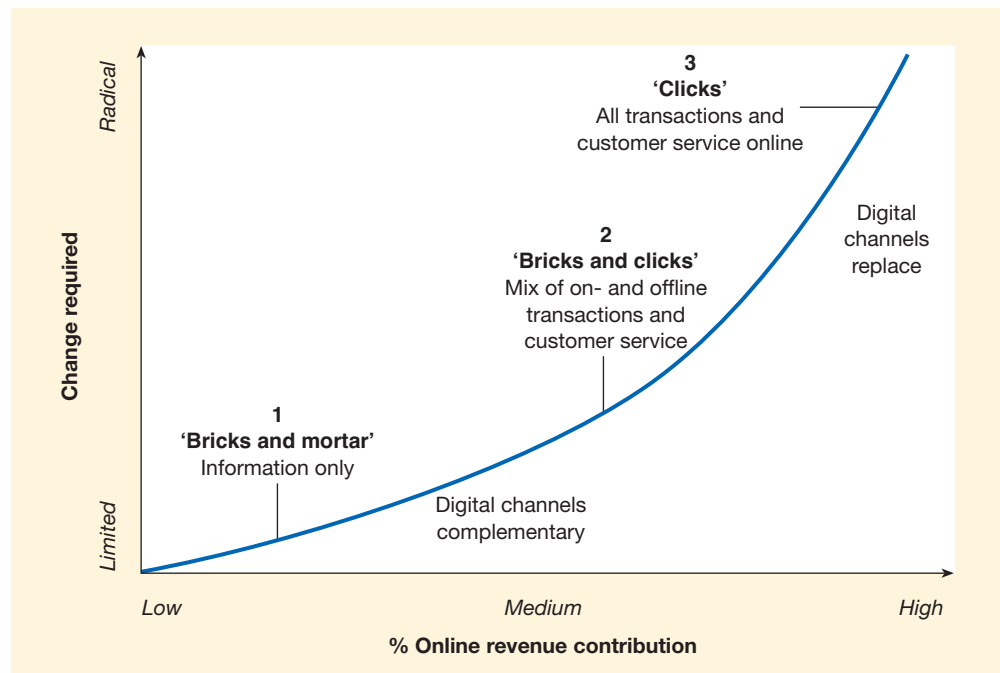 Radical
Change required
Limited
3
‘Clicks’
All transactions and
customer service online
2
‘Bricks and clicks’
Mix of on- and offline
transactions and
customer service
Digital
channels
replace
1
‘Bricks and mortar’
Information only
Digital channels
complementary
Low
Medium
High
% Online revenue contribution